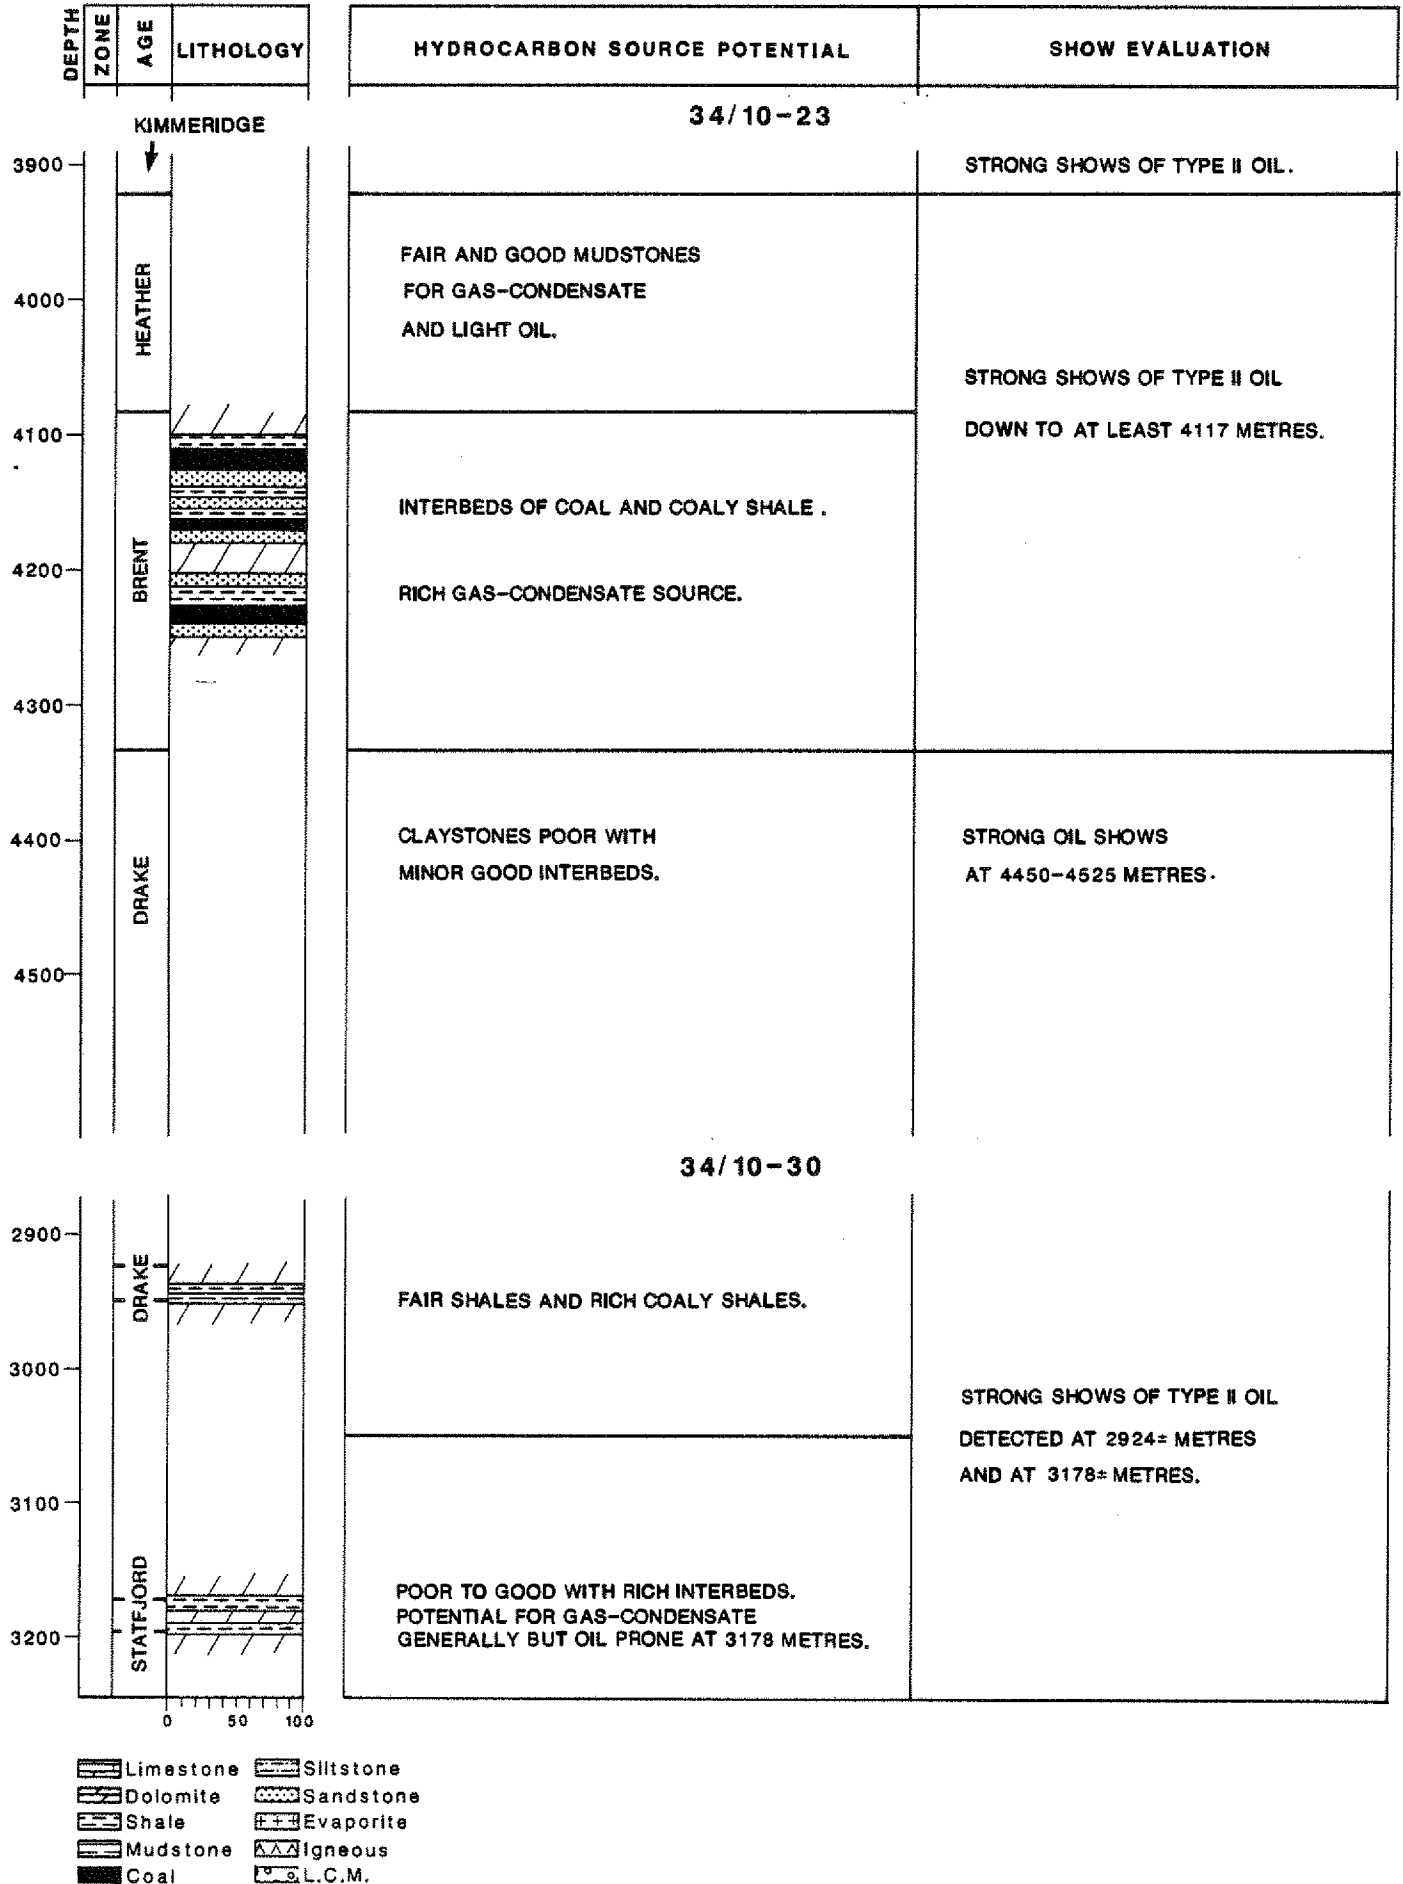 DEPTH
ZONE
AGE
LITHOLOGY
HYDROCARBON SOURCE POTENTIAL
SHOW EVALUATION
34/10-23
KIMMERIDGE
3900
STRONG SHOWS OF TYPE II OIL.
HEATHER
FAIR AND GOOD MUDSTONES
4000
FOR GAS-CONDENSATE
AND LIGHT OIL.
STRONG SHOWS OF TYPE II OIL
4100
DOWN TO AT LEAST 4117 METRES.
BRENT
INTERBEDS OF COAL AND COALY SHALE .
4200
RICH GAS-CONDENSATE SOURCE.
4300
DRAKE
4400
CLAYSTONES POOR WITH
MINOR GOOD INTERBEDS.
STRONG OIL SHOWS
AT 4450-4525 METRES.
4500
34/10-30
2900
DRAKE
FAIR SHALES AND RICH COALY SHALES.
3000
STRONG SHOWS OF TYPE II OIL
DETECTED AT 2924± METRES
AND AT 3178± METRES.
3100
STATFJORD
POOR TO GOOD WITH RICH INTERBEDS.
POTENTIAL FOR GAS-CONDENSATE
GENERALLY BUT OIL PRONE AT 3178 METRES.
3200
0 50 100
Limestone
Siltstone
Dolomite
Sandstone
Shale
Evaporite
Mudstone
Igneous
Coal
L.C.M.